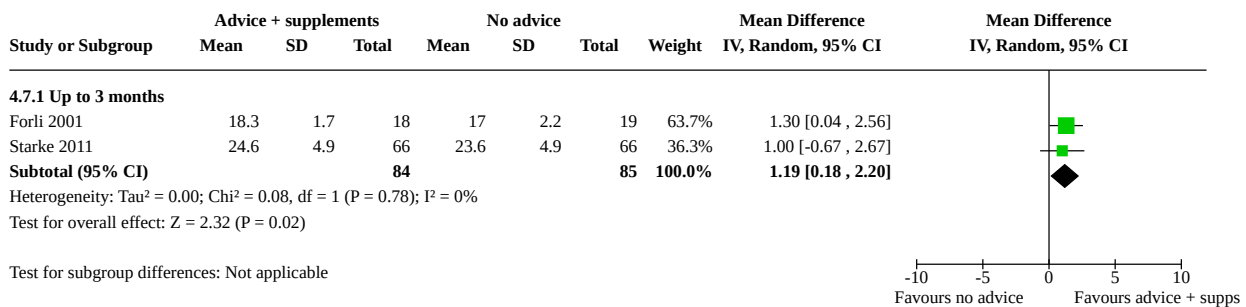 Advice + supplements No advice Mean Difference Mean Difference
Study or Subgroup Mean SD Total Mean SD Total Weight IV, Random, 95% CI IV, Random, 95% CI
4.7.1 Up to 3 months
Forli 2001 18.3 1.7 18 17 2.2 19 63.7% 1.30 [0.04 , 2.56]
Starke 2011 24.6 4.9 66 23.6 4.9 66 36.3% 1.00 [-0.67 , 2.67]
Subtotal (95% CI) 84 85 100.0% 1.19 [0.18 , 2.20]
Heterogeneity: Tau² = 0.00; Chi² = 0.08, df = 1 (P = 0.78); I² = 0%
Test for overall effect: Z = 2.32 (P = 0.02)
Test for subgroup differences: Not applicable
-10 -5 0 5 10
Favours no advice Favours advice + supps